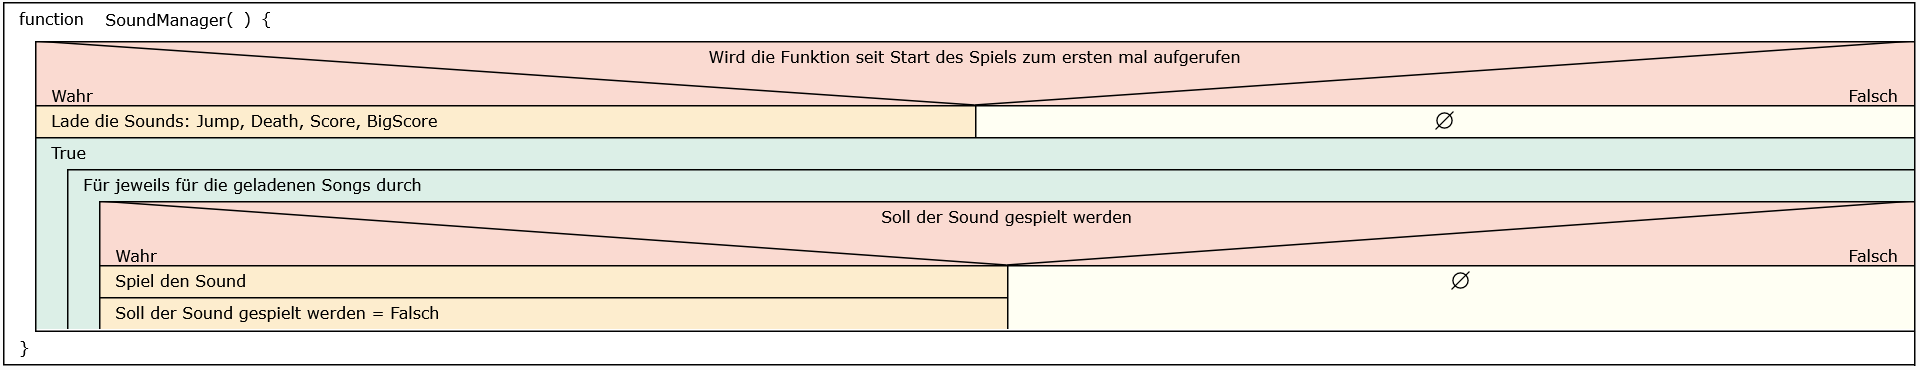 function SoundManager( ) {
Wird die Funktion seit Start des Spiels zum ersten mal aufgerufen
Wahr Falsch
Lade die Sounds: Jump, Death, Score, BigScore ∅
True
Für jeweils für die geladenen Songs durch
Soll der Sound gespielt werden
Wahr Falsch
Spiel den Sound ∅
Soll der Sound gespielt werden = Falsch
}